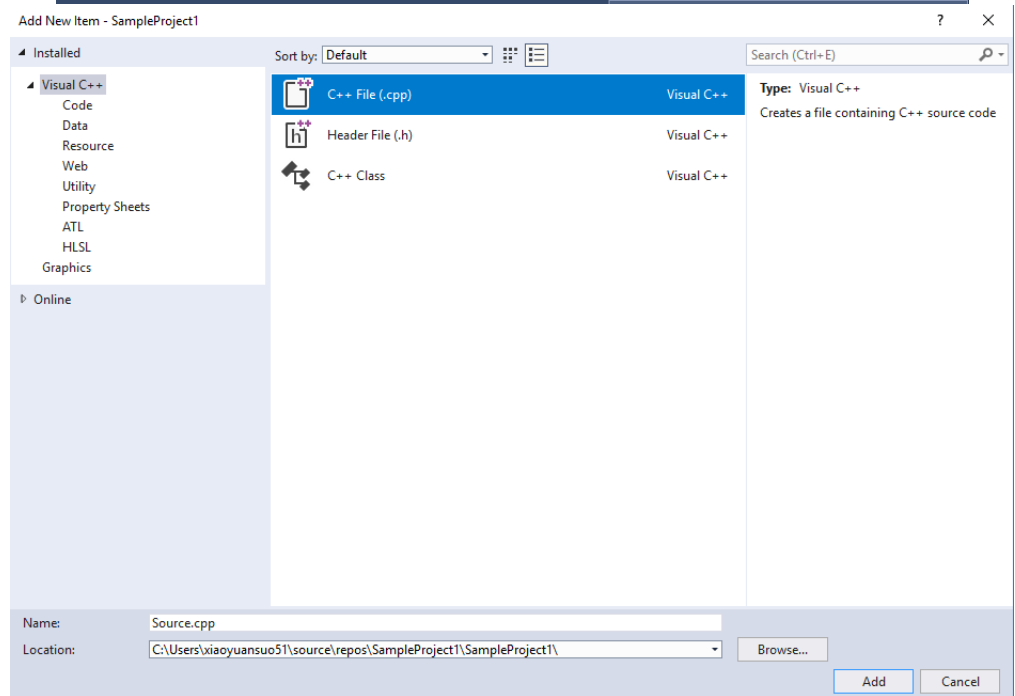 Add New Item - SampleProject1
? ×
Installed
Sort by: Default
Search (Ctrl+E)
Visual C++
Code
Data
Resource
Web
Utility
Property Sheets
ATL
HLSL
Graphics
Online
C++ File (.cpp) Visual C++
Header File (.h) Visual C++
C++ Class Visual C++
Type: Visual C++
Creates a file containing C++ source code
Name: Source.cpp
Location: C:\Users\xiaoyuansuo51\source\repos\SampleProject1\SampleProject1\
Browse...
Add Cancel